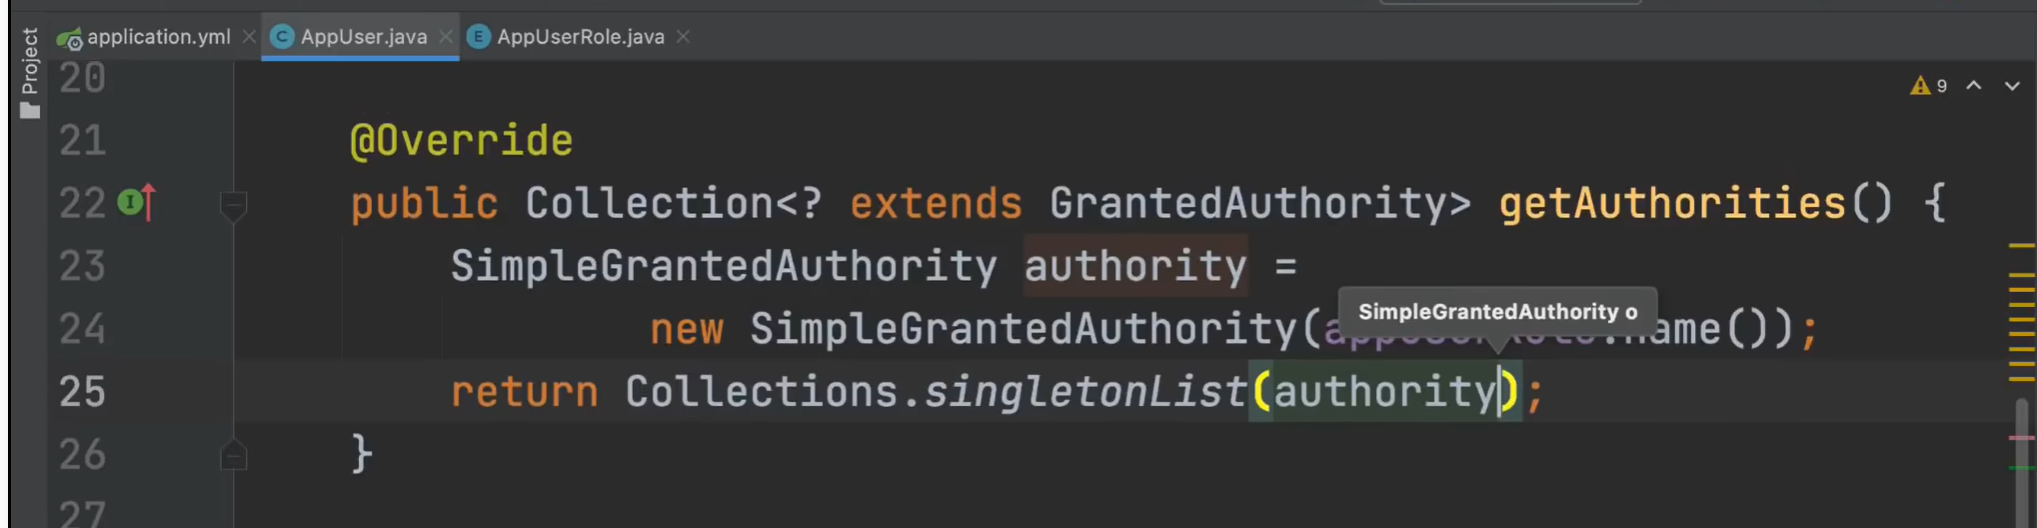 Project
application.yml
AppUser.java
AppUserRole.java
20
9
21 @Override
22 public Collection<? extends GrantedAuthority> getAuthorities() {
23 SimpleGrantedAuthority authority =
SimpleGrantedAuthority o
24 new SimpleGrantedAuthority(appUserRole.name());
25 return Collections.singletonList(authority);
26 }
27